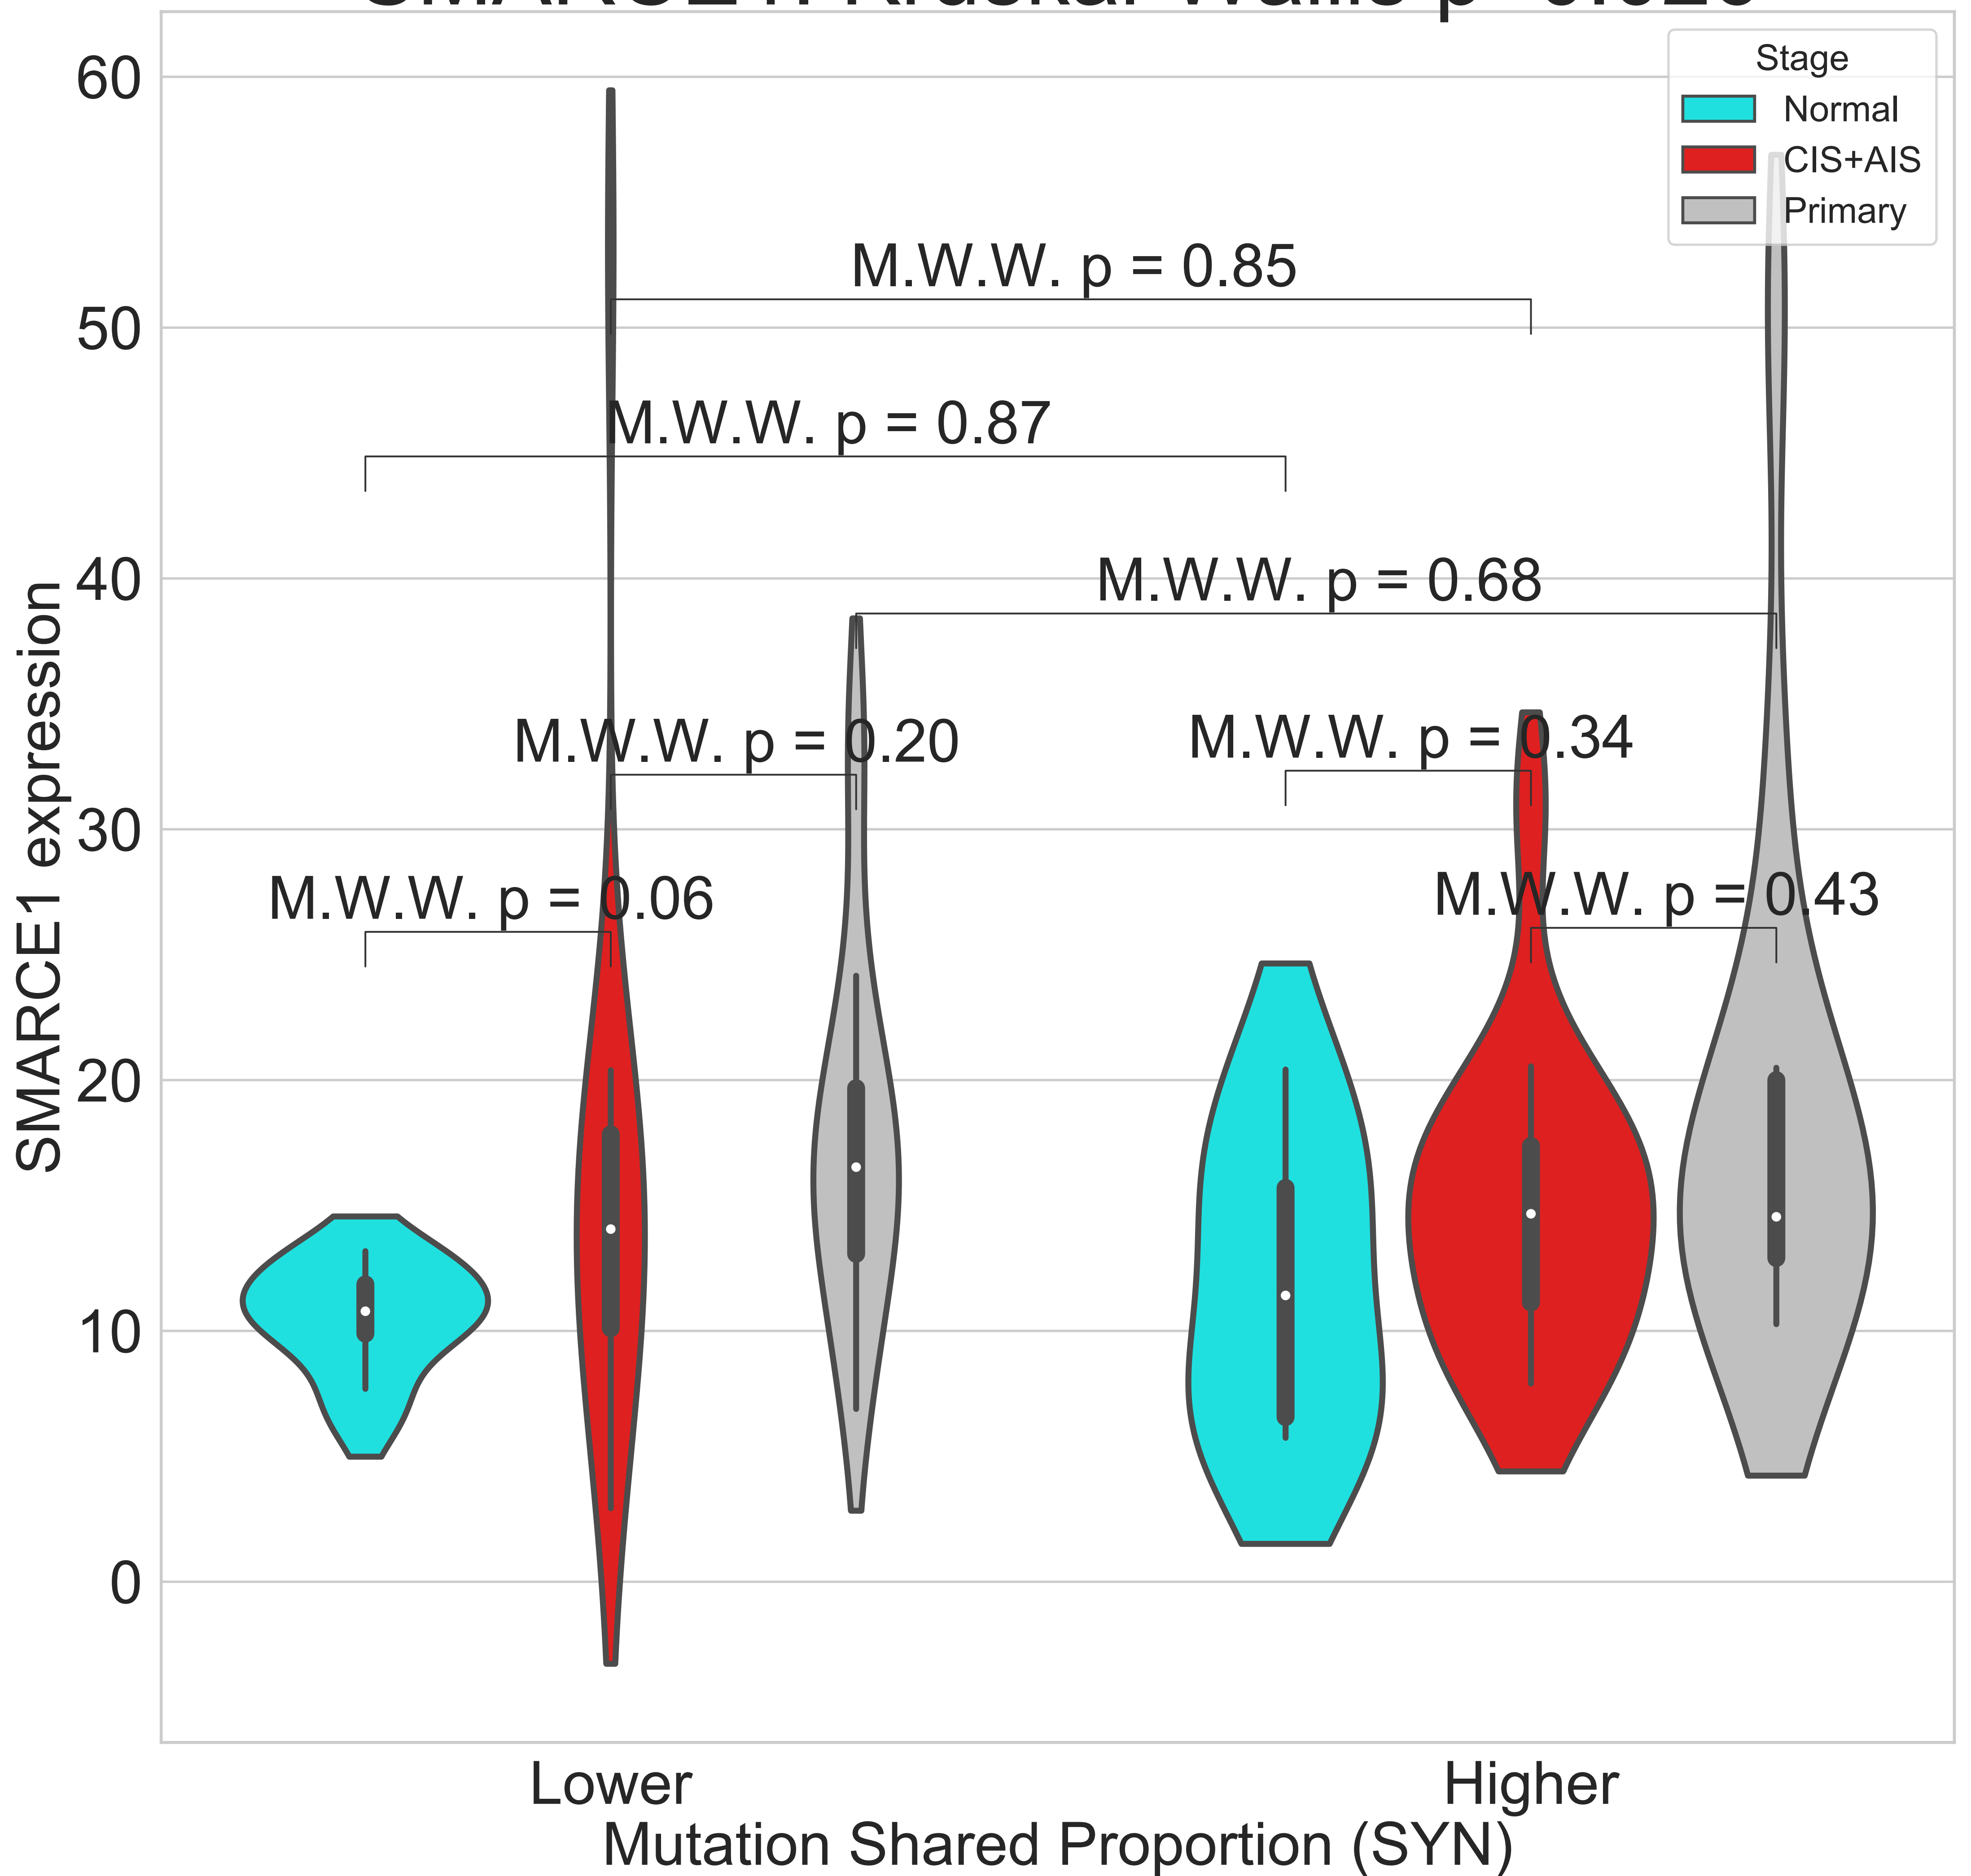 60
50
40
30
20
10
0
SMARCE1 expression
Stage
Normal
CIS+AIS
Primary
M.W.W. p = 0.85
M.W.W. p = 0.87
M.W.W. p = 0.68
M.W.W. p = 0.20
M.W.W. p = 0.34
M.W.W. p = 0.06
M.W.W. p = 0.43
Lower
Higher
Mutation Shared Proportion (SYN)